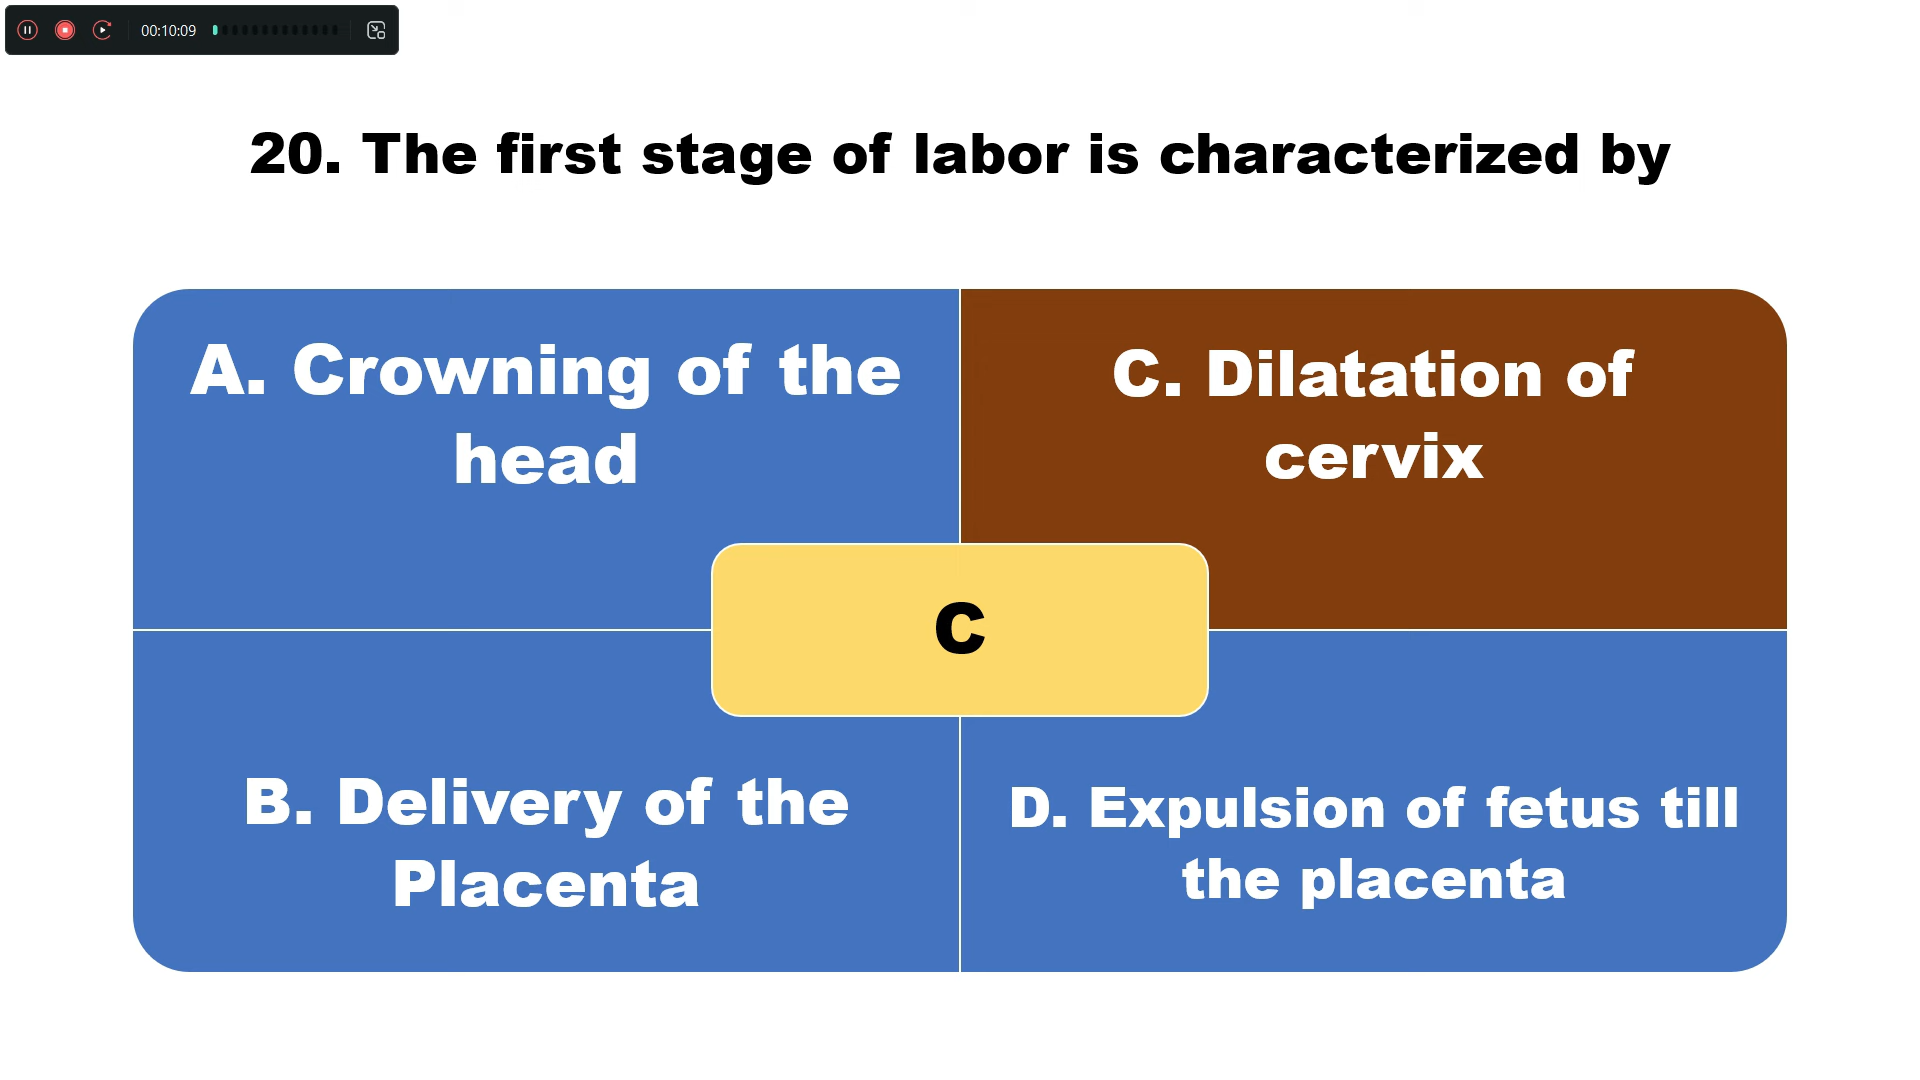 00:10:09
20. The first stage of labor is characterized by
A. Crowning of the
head
C. Dilatation of
cervix
C
B. Delivery of the
Placenta
D. Expulsion of fetus till
the placenta